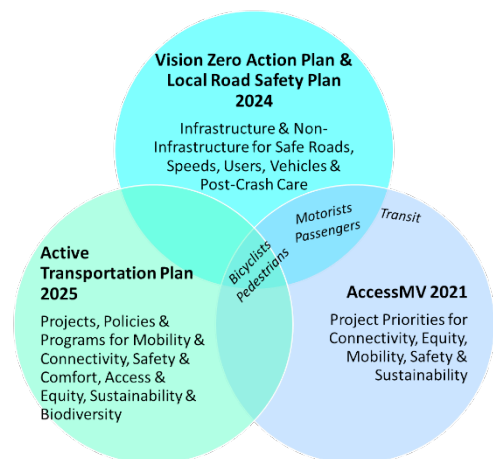 Vision Zero Action Plan &
Local Road Safety Plan
2024
Infrastructure & Non-
Infrastructure for Safe Roads,
Speeds, Users, Vehicles &
Post-Crash Care
Motorists
Passengers
Transit
Bicyclists
Pedestrians
Active
Transportation Plan
2025
Projects, Policies &
Programs for Mobility &
Connectivity, Safety &
Comfort, Access &
Equity, Sustainability &
Biodiversity
AccessMV 2021
Project Priorities for
Connectivity, Equity,
Mobility, Safety &
Sustainability